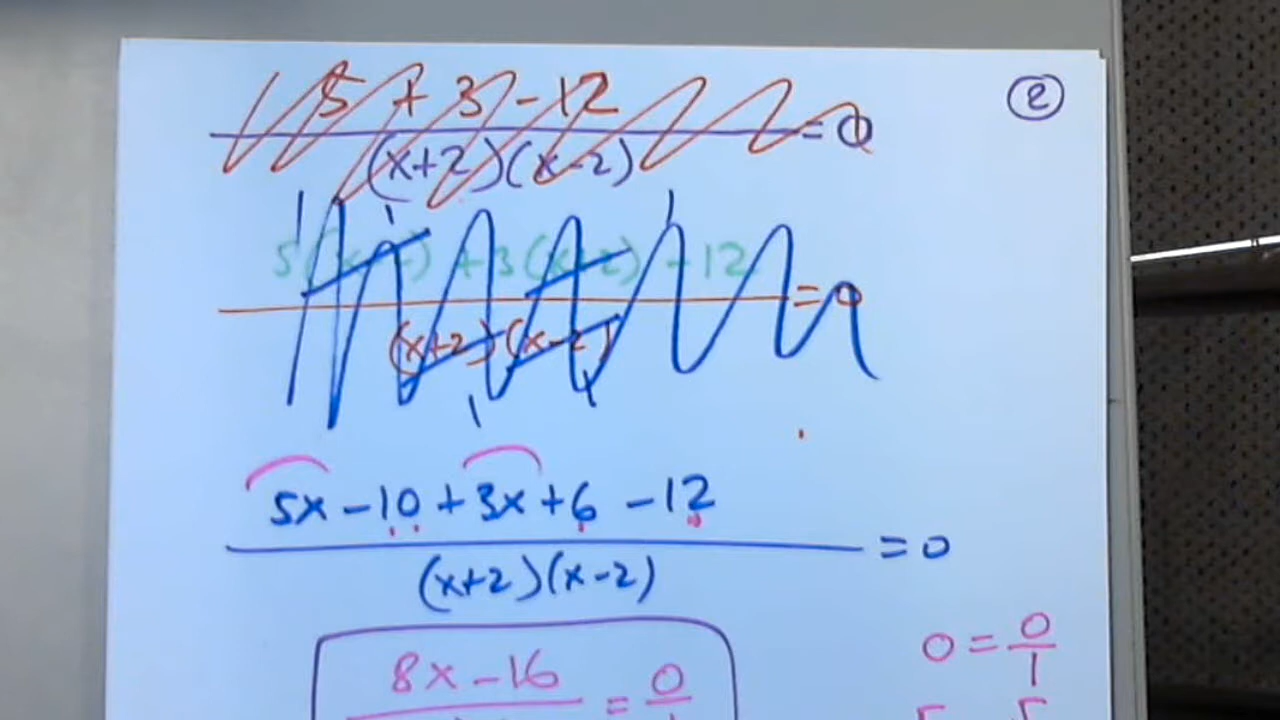 ②
5 + 3 - 12
(x+2)(x-2) = 0
5(x-2) + 3(x+2) - 12
(x+2)(x-2) = 0
5x - 10 + 3x + 6 - 12
(x+2)(x-2) = 0
8x - 16 = 0
0 = 0/1